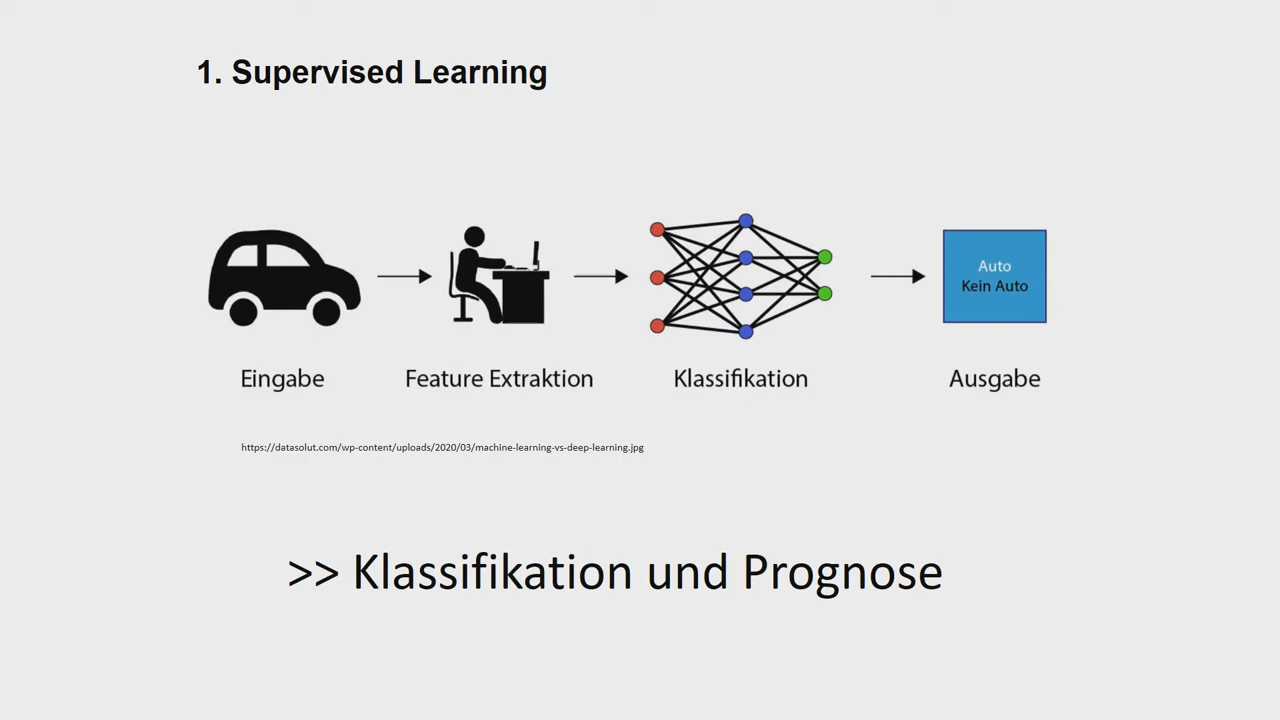 1. Supervised Learning
Auto
Kein Auto
Eingabe
Feature Extraktion
Klassifikation
Ausgabe
https://datasolut.com/wp-content/uploads/2020/03/machine-learning-vs-deep-learning.jpg
>> Klassifikation und Prognose